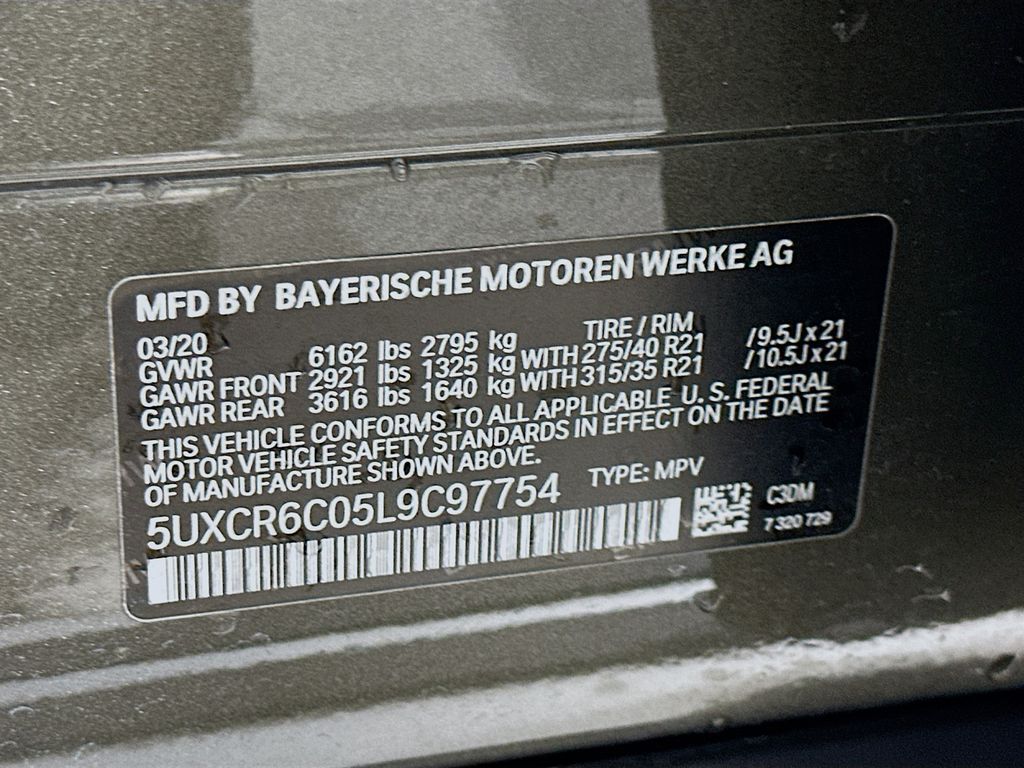 MFD BY BAYERISCHE MOTOREN WERKE AG
03/20 TIRE / RIM
GVWR 6162 lbs 2795 kg
GAWR FRONT 2921 lbs 1325 kg WITH 275/40 R21 /9.5J x 21
GAWR REAR 3616 lbs 1640 kg WITH 315/35 R21 /10.5J x 21
THIS VEHICLE CONFORMS TO ALL APPLICABLE U. S. FEDERAL
MOTOR VEHICLE SAFETY STANDARDS IN EFFECT ON THE DATE
OF MANUFACTURE SHOWN ABOVE.
5UXCR6C05L9C97754 TYPE: MPV
C3DM
7 320 729